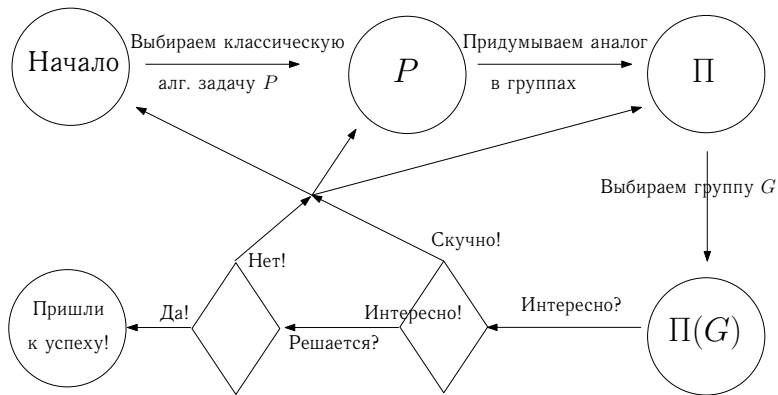 Начало
Выбираем классическую
алг. задачу P
P
Придумываем аналог
в группах
Π
Выбираем группу G
Скучно!
Нет!
Пришли
к успеху!
Да!
Решается?
Интересно!
Интересно?
Π(G)